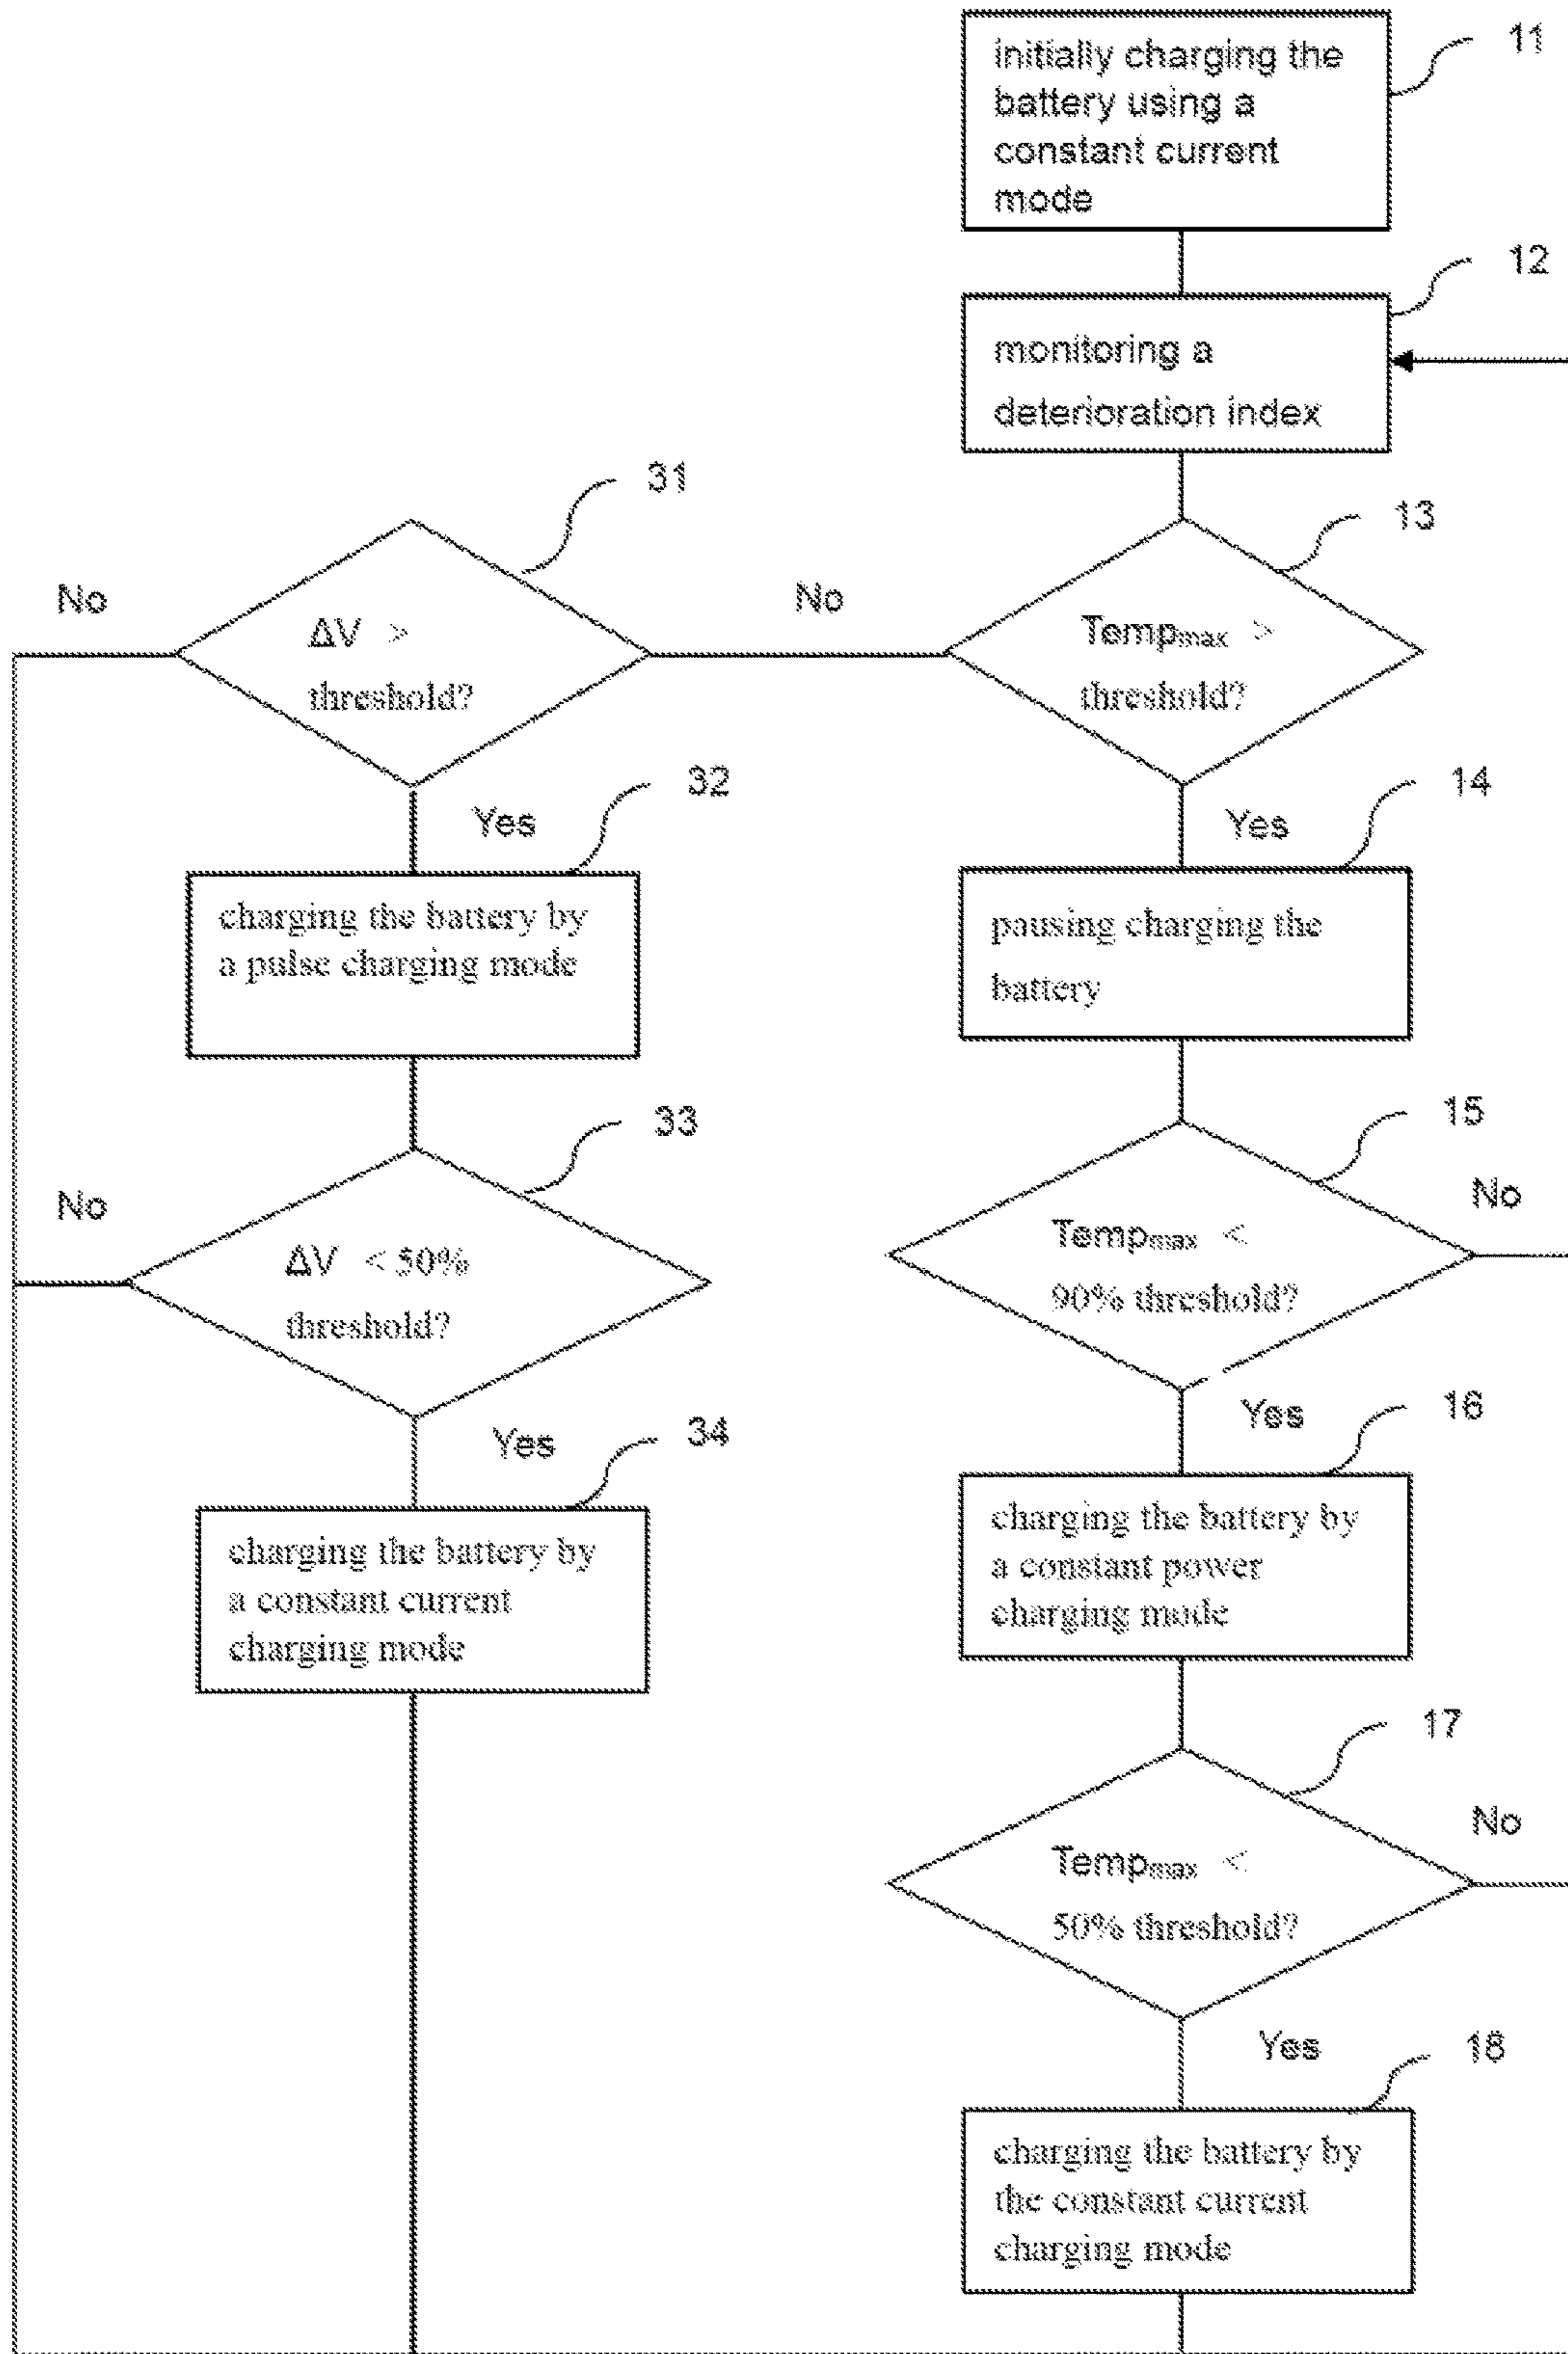 initially charging the
battery using a
constant current
mode
11
monitoring a
deterioration index
12
31
13
No
ΔV >
threshold?
No
Temp_max >
threshold?
32
Yes
14
Yes
charging the battery by
a pulse charging mode
pausing charging the
battery
33
15
No
ΔV < 50%
threshold?
No
Temp_max <
90% threshold?
Yes
34
Yes
16
charging the battery by
a constant current
charging mode
charging the battery by
a constant power
charging mode
17
No
Temp_max <
50% threshold?
Yes
18
charging the battery by
the constant current
charging mode